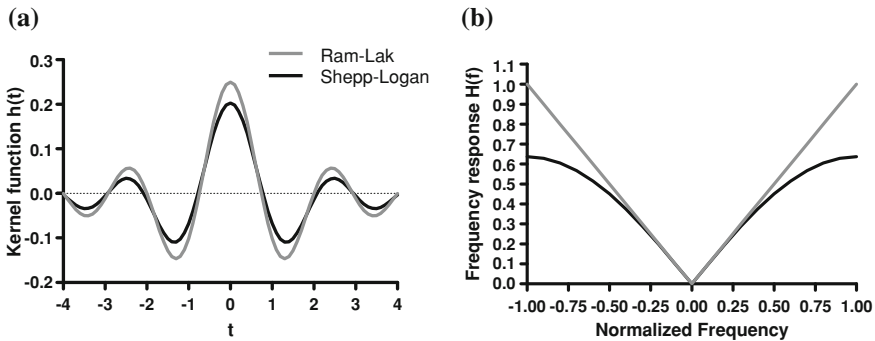 (a)
Ram-Lak
Shepp-Logan
Kernel function h(t)
0.3
0.2
0.1
0.0
-0.1
-0.2
-4 -3 -2 -1 0 1 2 3 4
t
(b)
Frequency response H(f)
1.1
1.0
0.9
0.8
0.7
0.6
0.5
0.4
0.3
0.2
0.1
0.0
-1.00 -0.75 -0.50 -0.25 0.00 0.25 0.50 0.75 1.00
Normalized Frequency